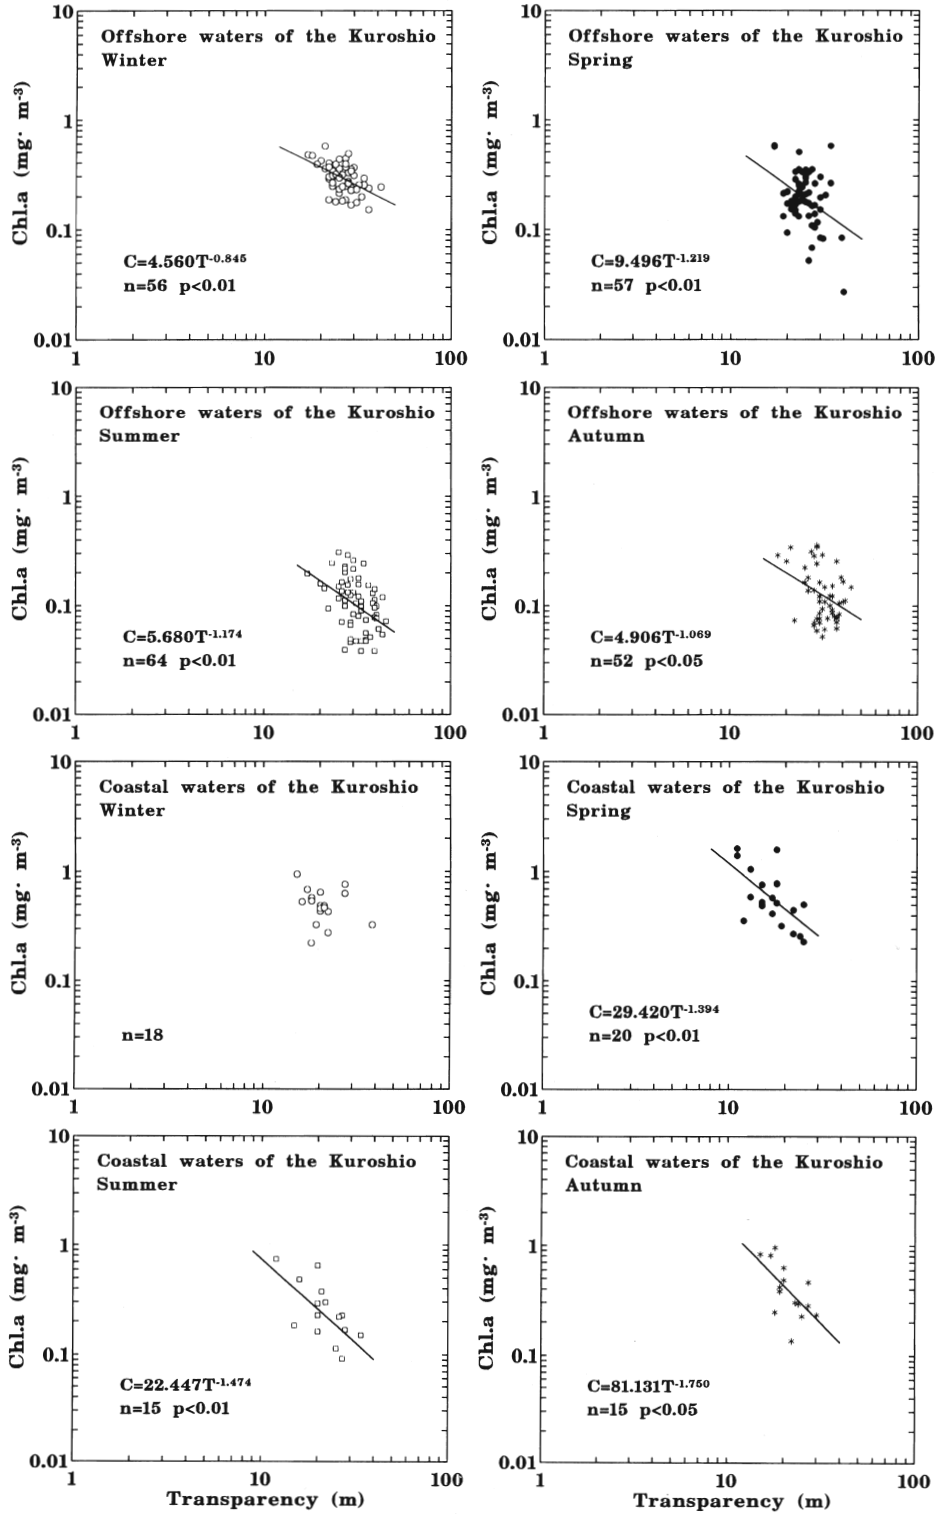 10
Offshore waters of the Kuroshio
Winter
1
Chl.a (mg· m-3)
0.1
C=4.560T-0.845
n=56 p<0.01
0.01
1 10 100
10
Offshore waters of the Kuroshio
Spring
1
Chl.a (mg· m-3)
0.1
C=9.496T-1.219
n=57 p<0.01
0.01
1 10 100
10
Offshore waters of the Kuroshio
Summer
1
Chl.a (mg· m-3)
0.1
C=5.680T-1.174
n=64 p<0.01
0.01
1 10 100
10
Offshore waters of the Kuroshio
Autumn
1
Chl.a (mg· m-3)
0.1
C=4.906T-1.069
n=52 p<0.05
0.01
1 10 100
10
Coastal waters of the Kuroshio
Winter
1
Chl.a (mg· m-3)
0.1
n=18
0.01
1 10 100
10
Coastal waters of the Kuroshio
Spring
1
Chl.a (mg· m-3)
0.1
C=29.420T-1.394
n=20 p<0.01
0.01
1 10 100
10
Coastal waters of the Kuroshio
Summer
1
Chl.a (mg· m-3)
0.1
C=22.447T-1.474
n=15 p<0.01
0.01
1 10 100
Transparency (m)
10
Coastal waters of the Kuroshio
Autumn
1
Chl.a (mg· m-3)
0.1
C=81.131T-1.750
n=15 p<0.05
0.01
1 10 100
Transparency (m)